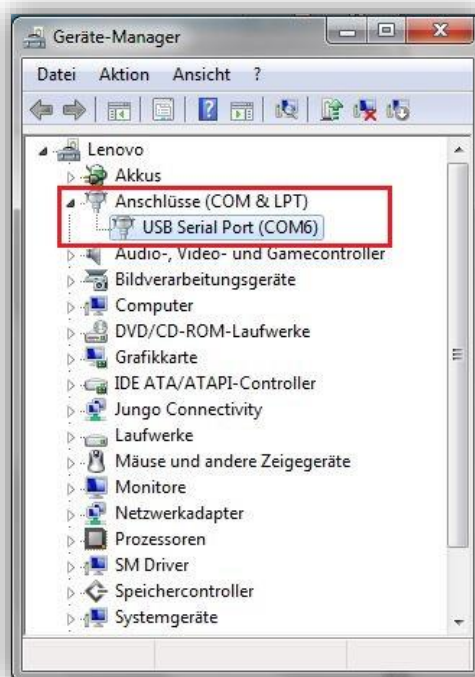 Geräte-Manager
Datei Aktion Ansicht ?
Lenovo
Akkus
Anschlüsse (COM & LPT)
USB Serial Port (COM6)
Audio-, Video- und Gamecontroller
Bildverarbeitungsgeräte
Computer
DVD/CD-ROM-Laufwerke
Grafikkarte
IDE ATA/ATAPI-Controller
Jungo Connectivity
Laufwerke
Mäuse und andere Zeigegeräte
Monitore
Netzwerkadapter
Prozessoren
SM Driver
Speichercontroller
Systemgeräte